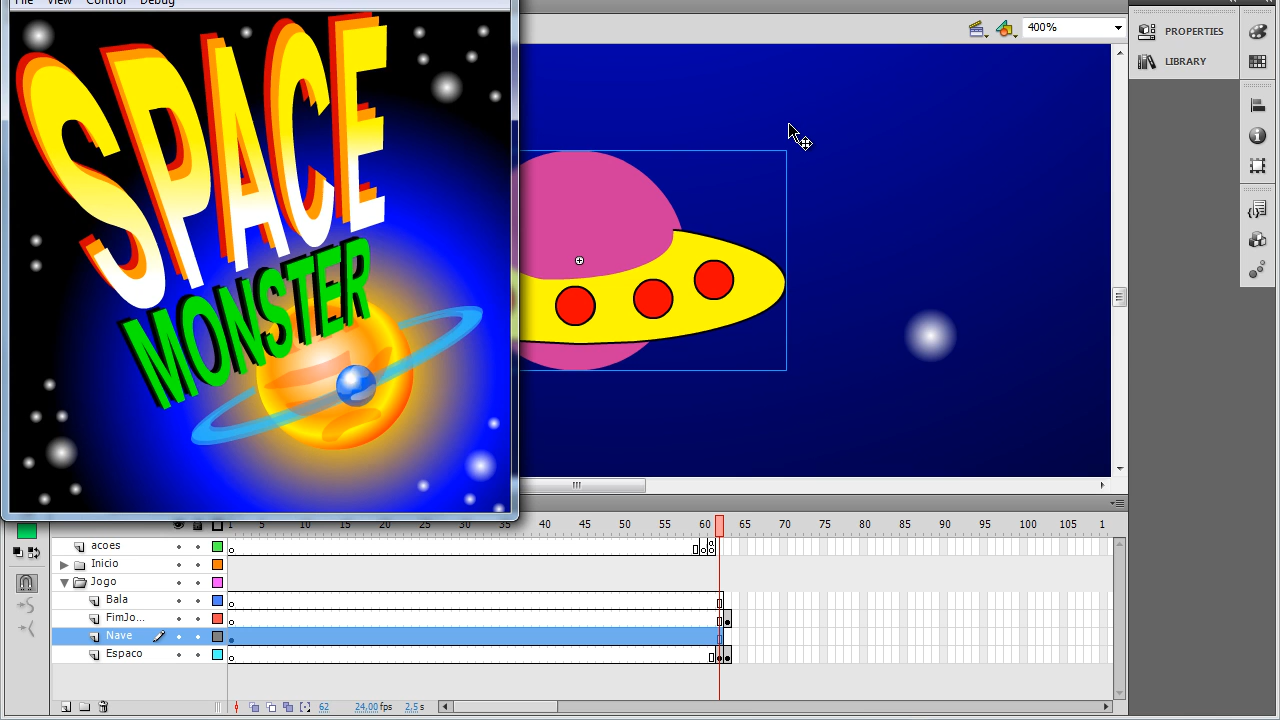 File View Control Debug
SPACE
MONSTER
400%
PROPERTIES
LIBRARY
1 5 10 15 20 25 30 35 40 45 50 55 60 65 70 75 80 85 90 95 100 105 1
acoes
Inicio
Jogo
Bala
FimJo...
Nave
Espaco
62 24,00 fps 2,5 s